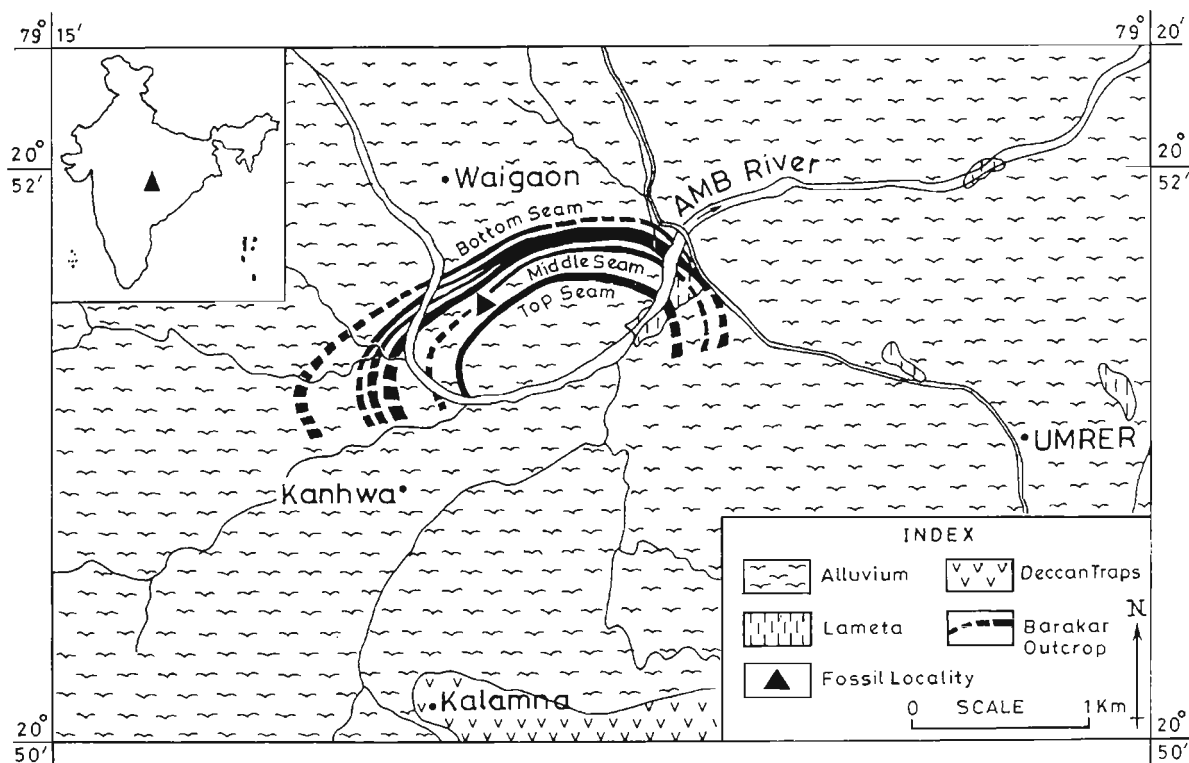 79° 15′
79° 20′
20° 52′
20° 52′
Waigaon
AMB River
Bottom Seam
Middle Seam
Top Seam
UMRER
Kanhwa
Kalamna
INDEX
Alluvium
Deccan Traps
Lameta
Barakar
Outcrop
Fossil Locality
N
0 SCALE 1 Km
20° 50′
20° 50′